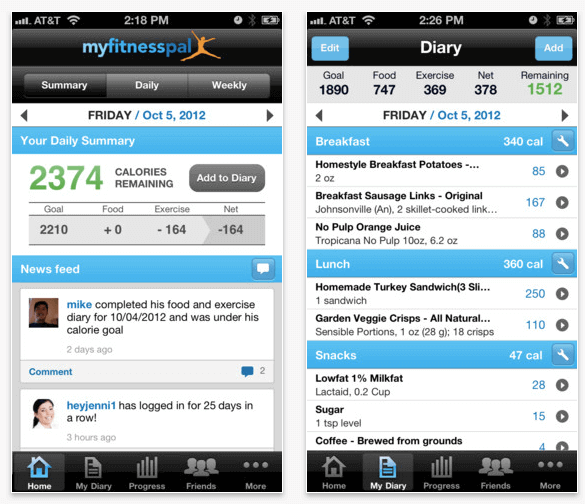 AT&T 2:18 PM
myfitnesspal
Summary Daily Weekly
FRIDAY / Oct 5, 2012
Your Daily Summary
2374 CALORIES REMAINING Add to Diary
Goal Food Exercise Net
2210 + 0 - 164 -164
News feed
mike completed his food and exercise
diary for 10/04/2012 and was under his
calorie goal
2 days ago
Comment 2
heyjenni1 has logged in for 25 days in
a row!
3 hours ago
Home My Diary Progress Friends More
AT&T 2:26 PM
Edit Diary Add
Goal Food Exercise Net Remaining
1890 747 369 378 1512
FRIDAY / Oct 5, 2012
Breakfast 340 cal
Homestyle Breakfast Potatoes -...
2 oz 85
Breakfast Sausage Links - Original
Johnsonville (An), 2 skillet-cooked link... 167
No Pulp Orange Juice
Tropicana No Pulp 10oz, 6.2 oz 88
Lunch 360 cal
Homemade Turkey Sandwich(3 Sli...
1 sandwich 250
Garden Veggie Crisps - All Natural...
Sensible Portions, 1 oz (28 g); 18 crisps 110
Snacks 47 cal
Lowfat 1% Milkfat
Lactaid, 0.2 Cup 28
Sugar
1 tsp level 15
Coffee - Brewed from grounds
4
Home My Diary Progress Friends More